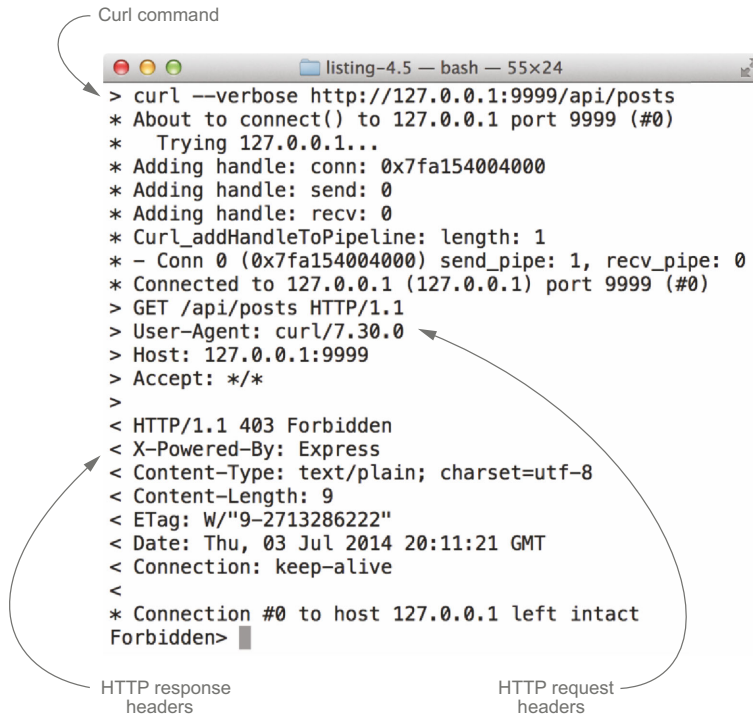 Curl command
listing-4.5 — bash — 55×24
> curl --verbose http://127.0.0.1:9999/api/posts
* About to connect() to 127.0.0.1 port 9999 (#0)
*   Trying 127.0.0.1...
* Adding handle: conn: 0x7fa154004000
* Adding handle: send: 0
* Adding handle: recv: 0
* Curl_addHandleToPipeline: length: 1
* - Conn 0 (0x7fa154004000) send_pipe: 1, recv_pipe: 0
* Connected to 127.0.0.1 (127.0.0.1) port 9999 (#0)
> GET /api/posts HTTP/1.1
> User-Agent: curl/7.30.0
> Host: 127.0.0.1:9999
> Accept: */*
>
< HTTP/1.1 403 Forbidden
< X-Powered-By: Express
< Content-Type: text/plain; charset=utf-8
< Content-Length: 9
< ETag: W/"9-2713286222"
< Date: Thu, 03 Jul 2014 20:11:21 GMT
< Connection: keep-alive
<
* Connection #0 to host 127.0.0.1 left intact
Forbidden>
HTTP response
headers
HTTP request
headers